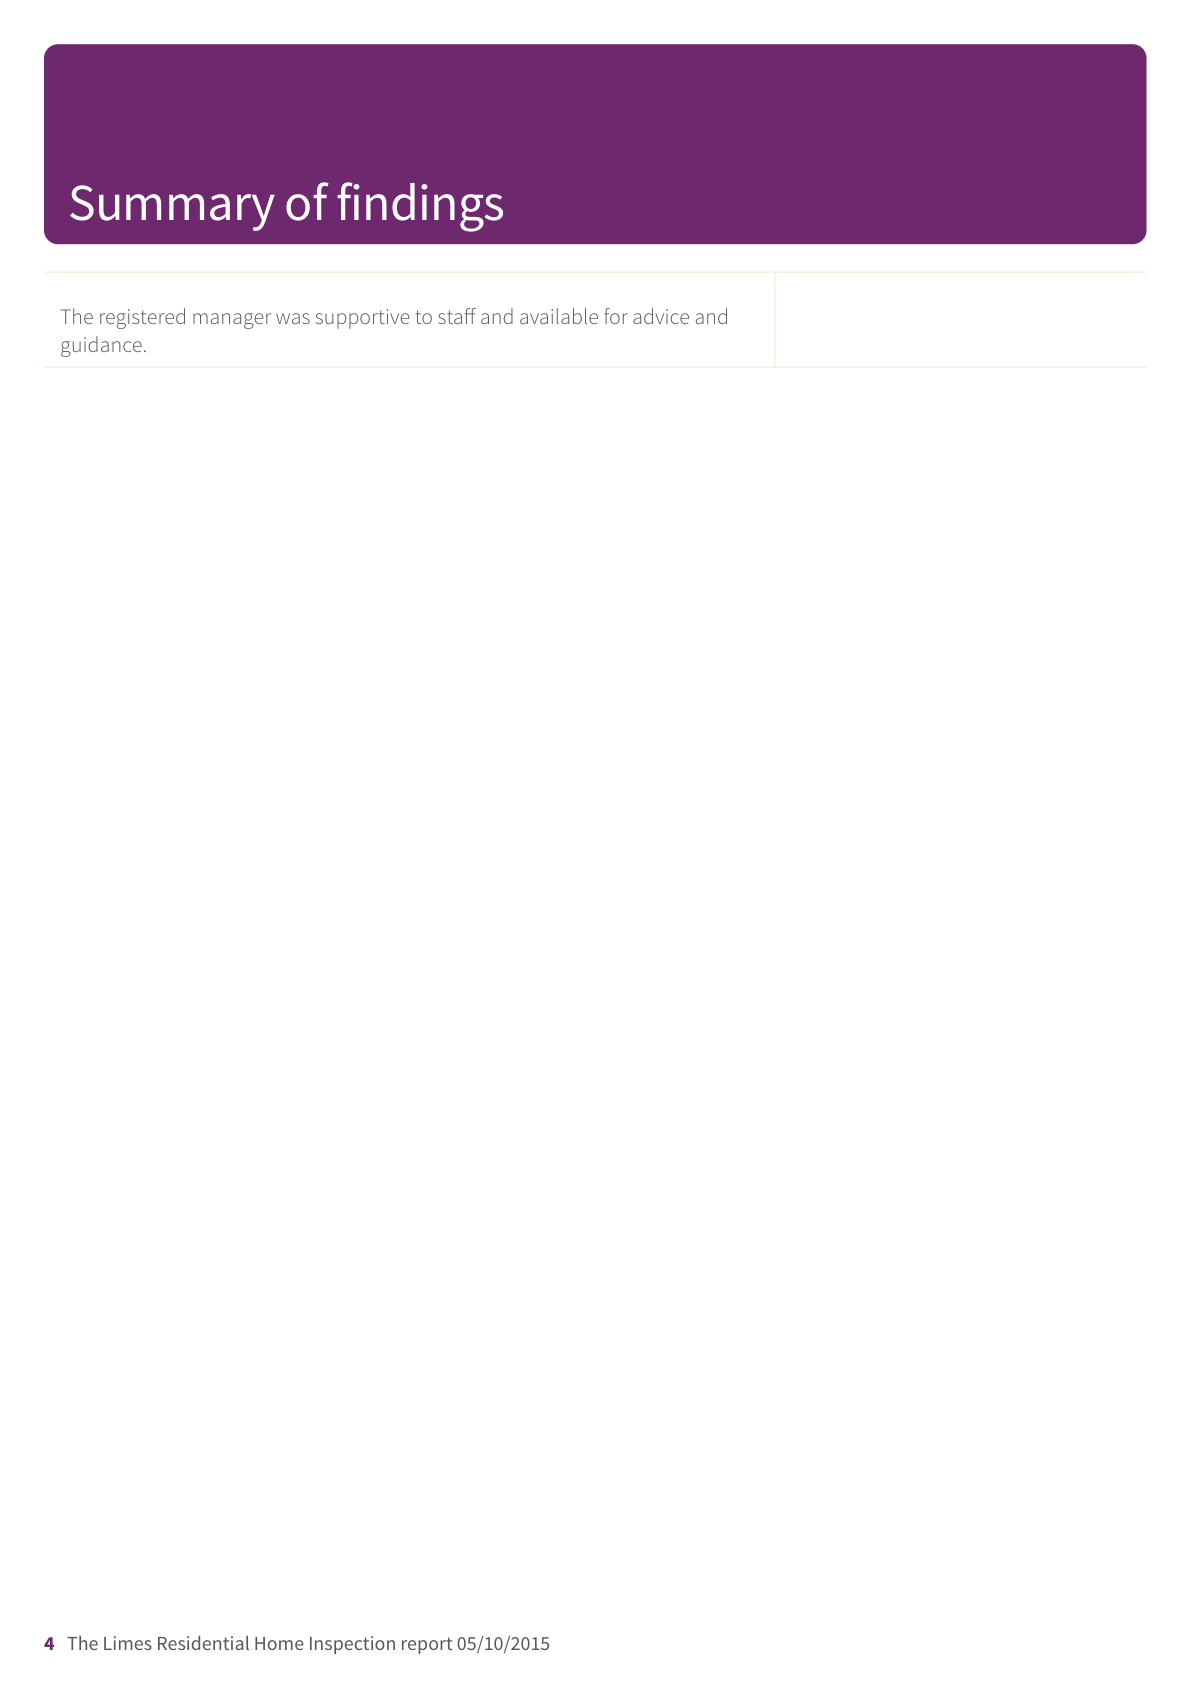 Summary of findings
The registered manager was supportive to staff and available for advice and
guidance.
4 The Limes Residential Home Inspection report 05/10/2015